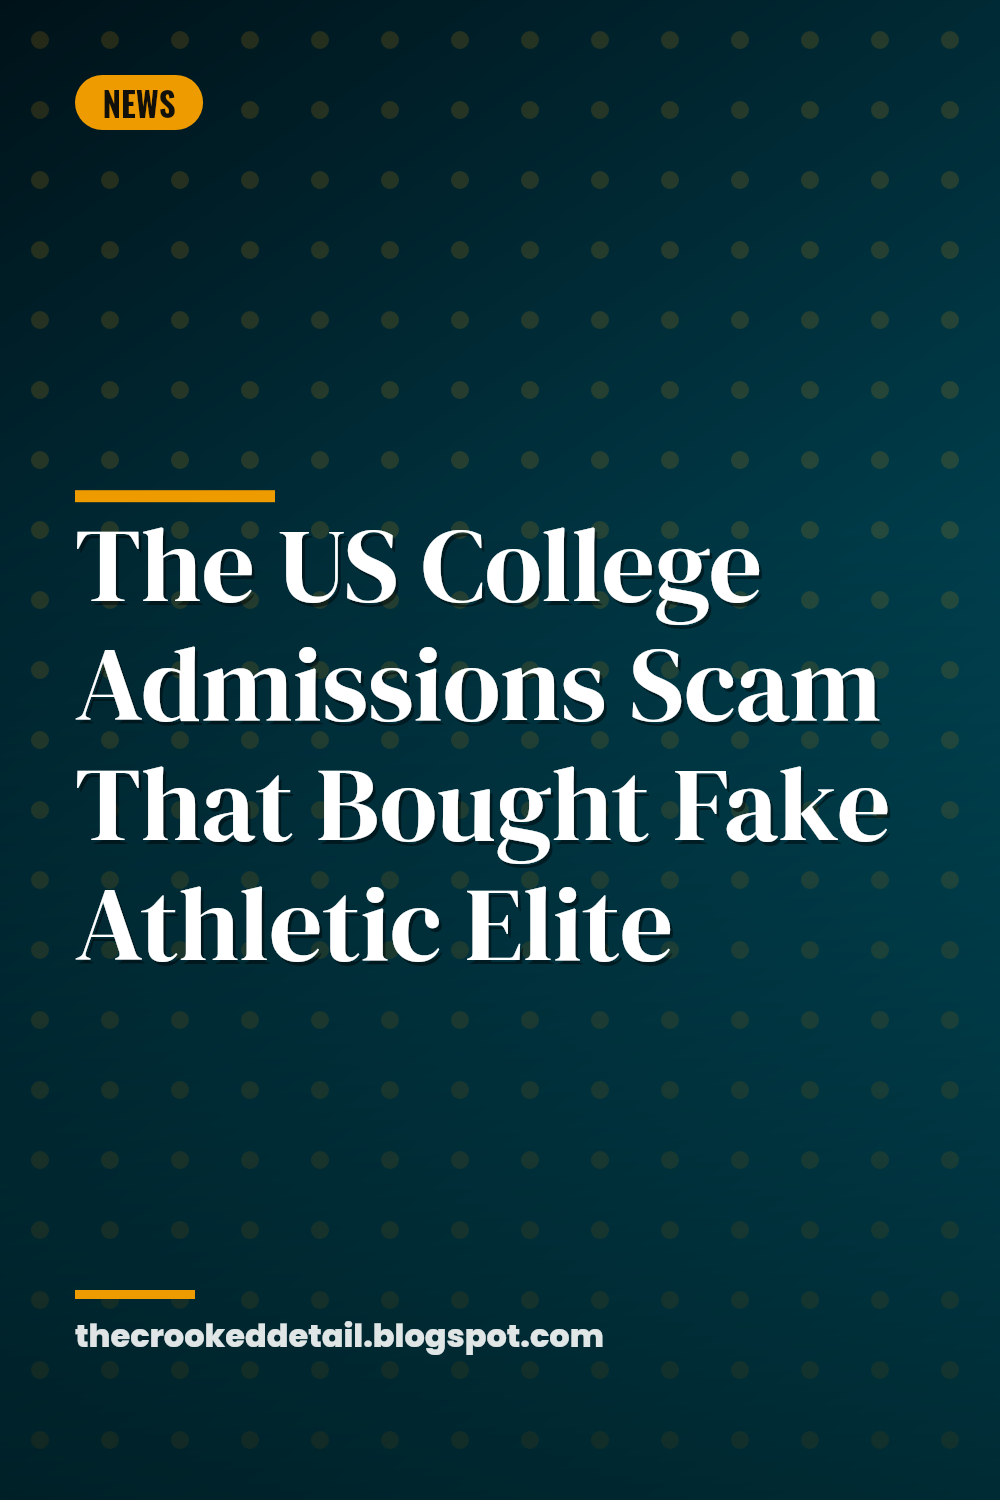 NEWS
The US College
Admissions Scam
That Bought Fake
Athletic Elite
thecrookeddetail.blogspot.com